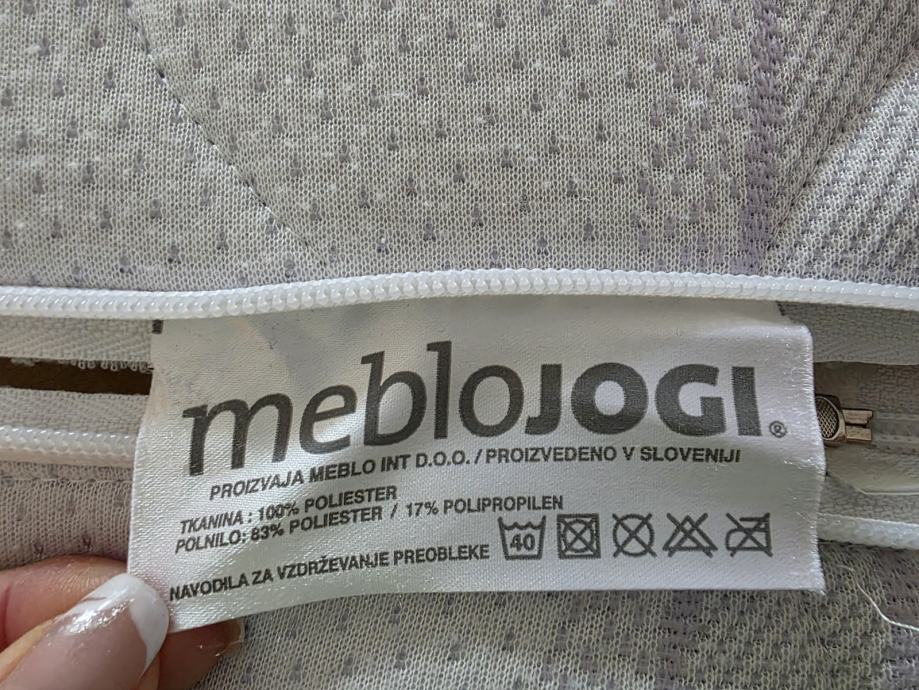 mebloJOGI®
PROIZVAJA MEBLO INT D.O.O. / PROIZVEDENO V SLOVENIJI
TKANINA : 100% POLIESTER
POLNILO: 83% POLIESTER / 17% POLIPROPILEN
NAVODILA ZA VZDRŽEVANJE PREOBLEKE 40